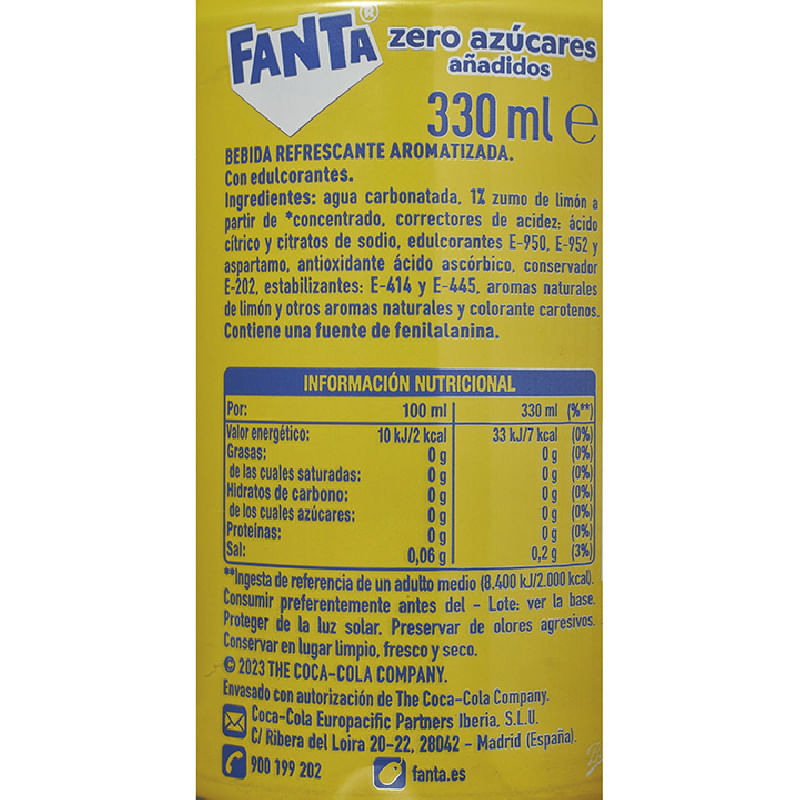 FANTA® zero azúcares
añadidos
330 ml ℮
BEBIDA REFRESCANTE AROMATIZADA.
Con edulcorantes.
Ingredientes: agua carbonatada, 1% zumo de limón a
partir de *concentrado, correctores de acidez: ácido
cítrico y citratos de sodio, edulcorantes E-950, E-952 y
aspartamo, antioxidante ácido ascórbico, conservador
E-202, estabilizantes: E-414 y E-445, aromas naturales
de limón y otros aromas naturales y colorante carotenos.
Contiene una fuente de fenilalanina.
INFORMACIÓN NUTRICIONAL
Por: 100 ml 330 ml (%**)
Valor energético: 10 kJ/2 kcal 33 kJ/7 kcal (0%)
Grasas: 0 g 0 g (0%)
de las cuales saturadas: 0 g 0 g (0%)
Hidratos de carbono: 0 g 0 g (0%)
de los cuales azúcares: 0 g 0 g (0%)
Proteínas: 0 g 0 g (0%)
Sal: 0,06 g 0,2 g (3%)
**Ingesta de referencia de un adulto medio (8.400 kJ/2.000 kcal).
Consumir preferentemente antes del - Lote: ver la base.
Proteger de la luz solar. Preservar de olores agresivos.
Conservar en lugar limpio, fresco y seco.
© 2023 THE COCA-COLA COMPANY.
Envasado con autorización de The Coca-Cola Company.
Coca-Cola Europacific Partners Iberia, S.L.U.
C/ Ribera del Loira 20-22, 28042 - Madrid (España).
900 199 202 fanta.es